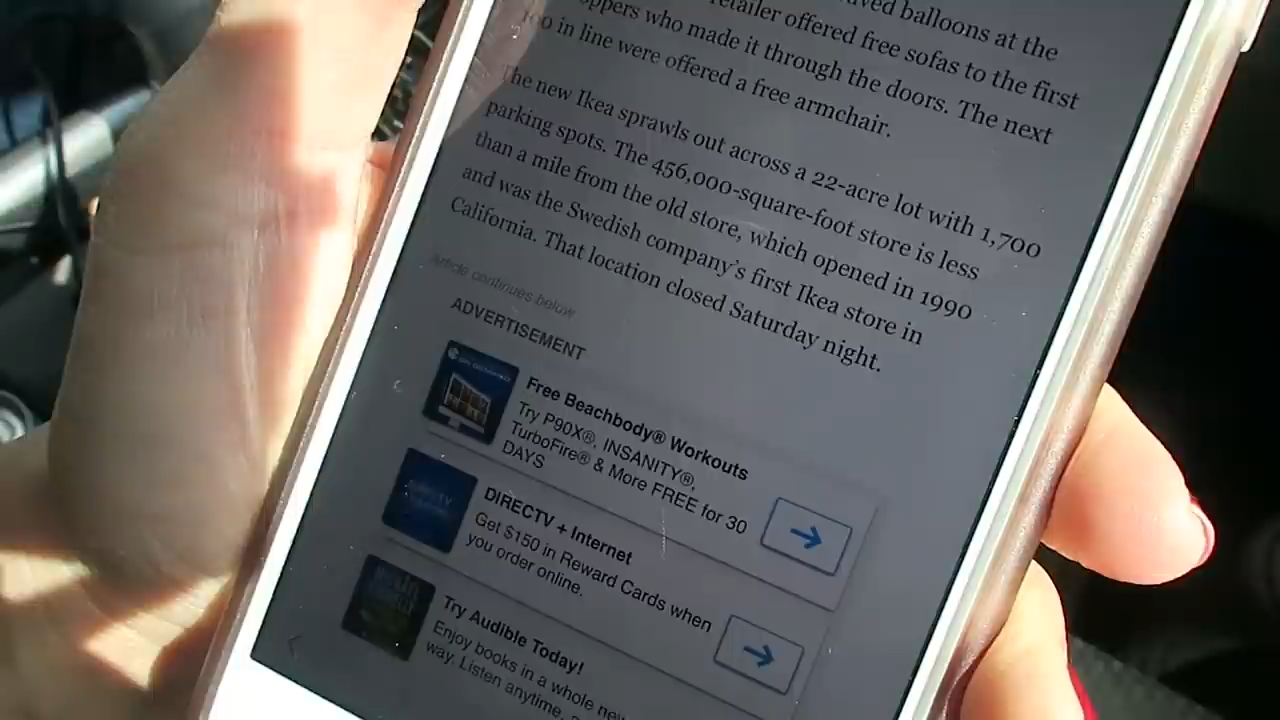 balloons at the
retailer offered free sofas to the first
who made it through the doors. The next
100 in line were offered a free armchair.
The new Ikea sprawls out across a 22-acre lot with 1,700
parking spots. The 456,000-square-foot store is less
than a mile from the old store, which opened in 1990
and was the Swedish company's first Ikea store in
California. That location closed Saturday night.
Article continues below
ADVERTISEMENT
Free Beachbody® Workouts
Try P90X®, INSANITY®,
TurboFire® & More FREE for 30
DAYS
DIRECTV + Internet
Get $150 in Reward Cards when
you order online.
Try Audible Today!
Enjoy books in a whole new
way. Listen anytime,